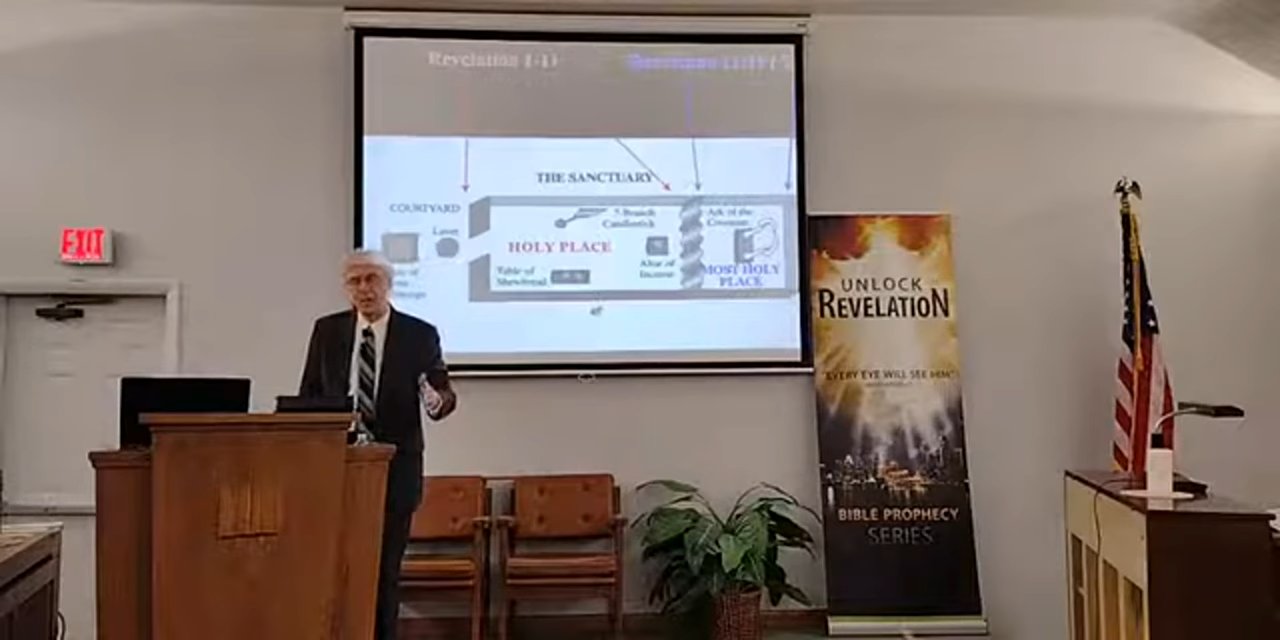 Revelation 1-11
THE SANCTUARY
COURTYARD
Laver
7 Branch
Candlestick
Ark of the
Covenant
HOLY PLACE
Altar of
Incense
Table of
Shewbread
MOST HOLY
PLACE
EXIT
UNLOCK
REVELATION
"EVERY EYE WILL SEE HIM"
BIBLE PROPHECY
SERIES